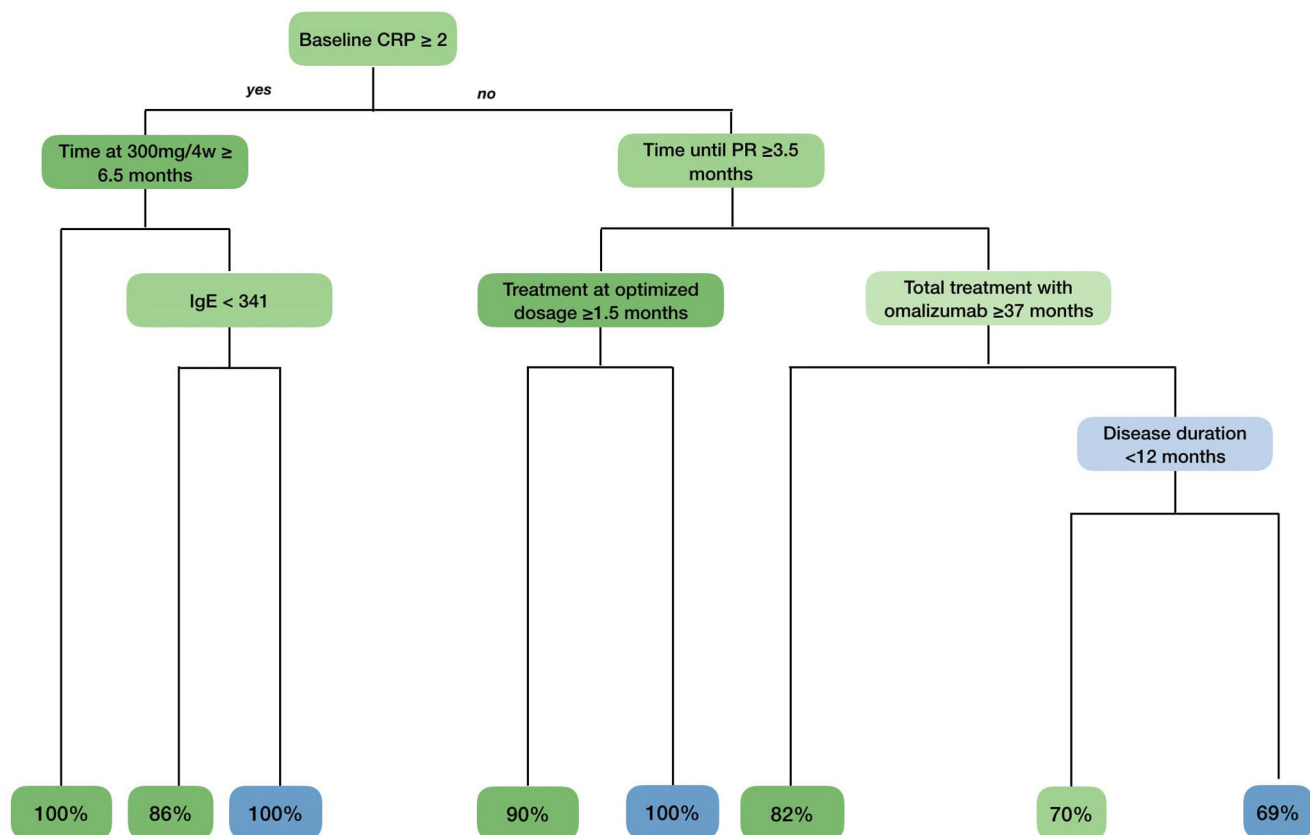 Baseline CRP ≥ 2
yes
no
Time at 300mg/4w ≥
6.5 months
Time until PR ≥3.5
months
IgE < 341
Treatment at optimized
dosage ≥1.5 months
Total treatment with
omalizumab ≥37 months
Disease duration
<12 months
100%
86%
100%
90%
100%
82%
70%
69%